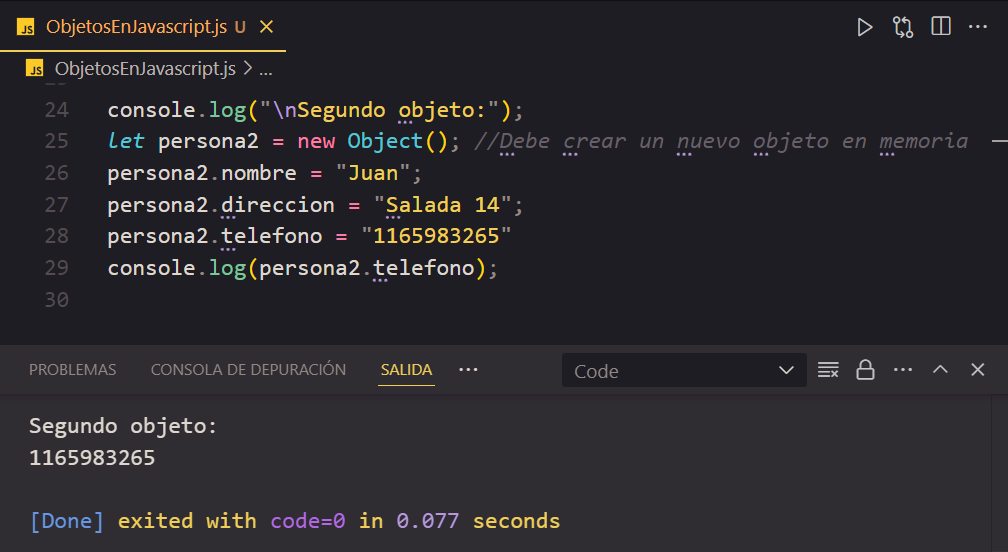 JS ObjetosEnJavascript.js U
JS ObjetosEnJavascript.js > ...
24 console.log("\nSegundo objeto:");
25 let persona2 = new Object(); //Debe crear un nuevo objeto en memoria
26 persona2.nombre = "Juan";
27 persona2.direccion = "Salada 14";
28 persona2.telefono = "1165983265"
29 console.log(persona2.telefono);
30
PROBLEMAS CONSOLA DE DEPURACIÓN SALIDA ... Code
Segundo objeto:
1165983265
[Done] exited with code=0 in 0.077 seconds